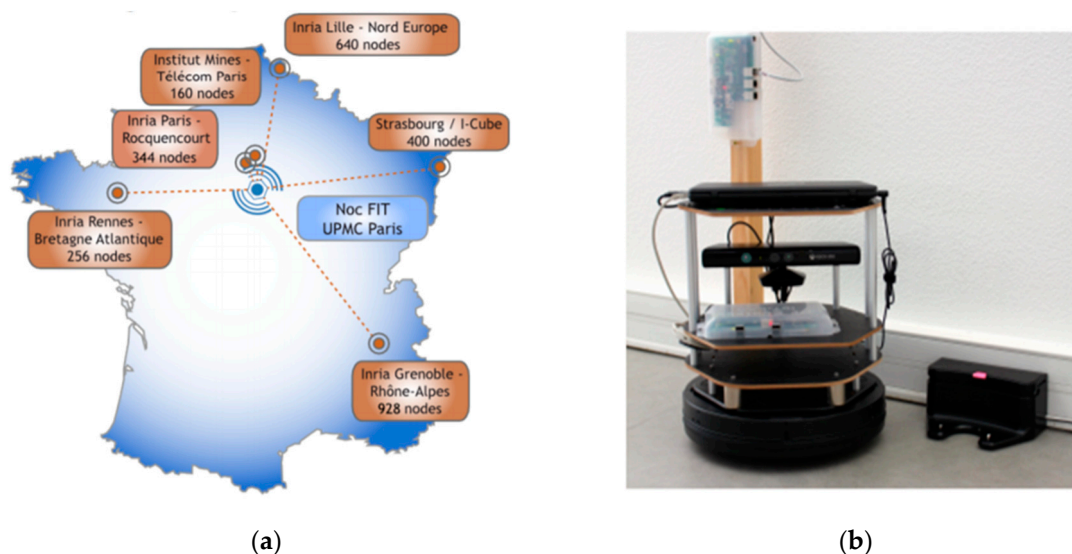 Inria Lille - Nord Europe
640 nodes
Institut Mines -
Télécom Paris
160 nodes
Inria Paris -
Rocquencourt
344 nodes
Strasbourg / I-Cube
400 nodes
Noc FIT
UPMC Paris
Inria Rennes -
Bretagne Atlantique
256 nodes
Inria Grenoble -
Rhône-Alpes
928 nodes
(a)
(b)